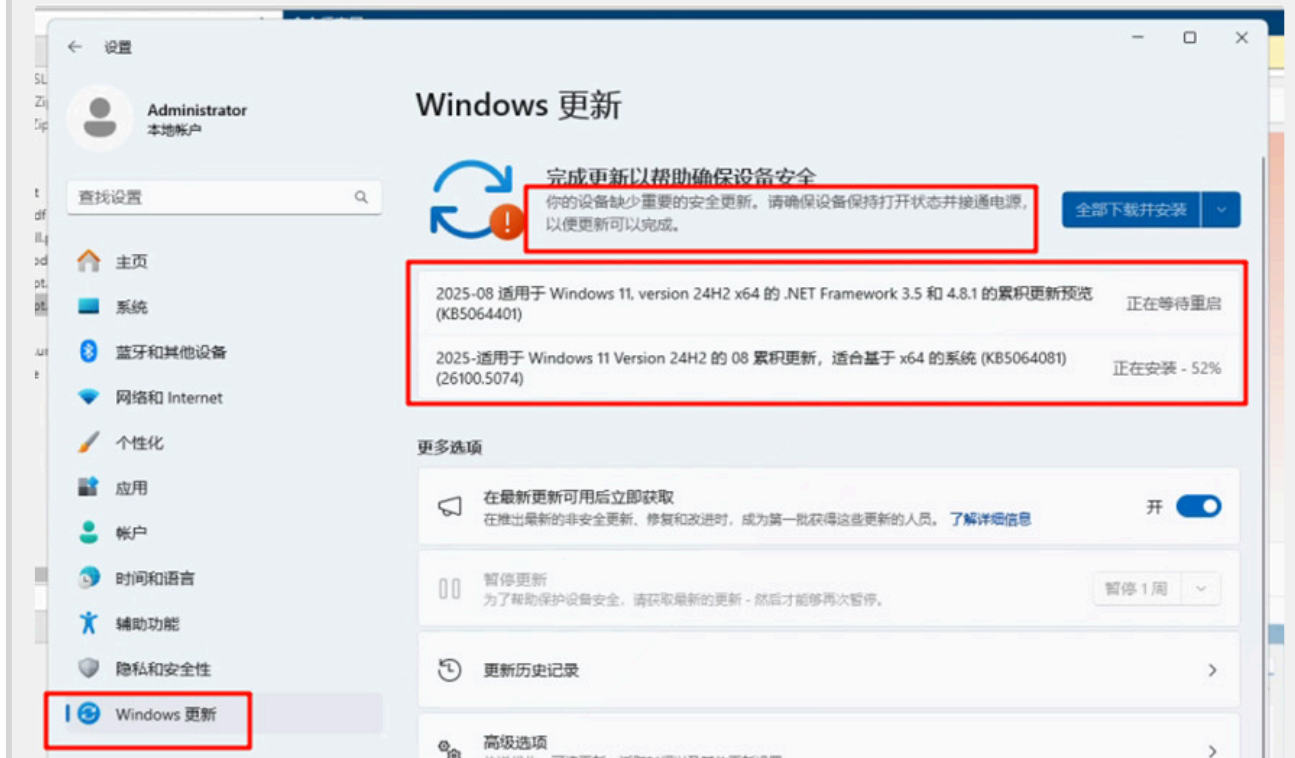 设置
Administrator
本地帐户
查找设置
主页
系统
蓝牙和其他设备
网络和 Internet
个性化
应用
帐户
时间和语言
辅助功能
隐私和安全性
Windows 更新
Windows 更新
完成更新以帮助确保设备安全
你的设备缺少重要的安全更新。请确保设备保持打开状态并接通电源,
以便更新可以完成。
全部下载并安装
2025-08 适用于 Windows 11, version 24H2 x64 的 .NET Framework 3.5 和 4.8.1 的累积更新预览
(KB5064401)
正在等待重启
2025-适用于 Windows 11 Version 24H2 的 08 累积更新，适合基于 x64 的系统 (KB5064081)
(26100.5074)
正在安装 - 52%
更多选项
在最新更新可用后立即获取
在推出最新的非安全更新、修复和改进时，成为第一批获得这些更新的人员。 了解详细信息
开
暂停更新
为了帮助保护设备安全，请获取最新的更新 - 然后才能够再次暂停。
暂停 1 周
更新历史记录
高级选项